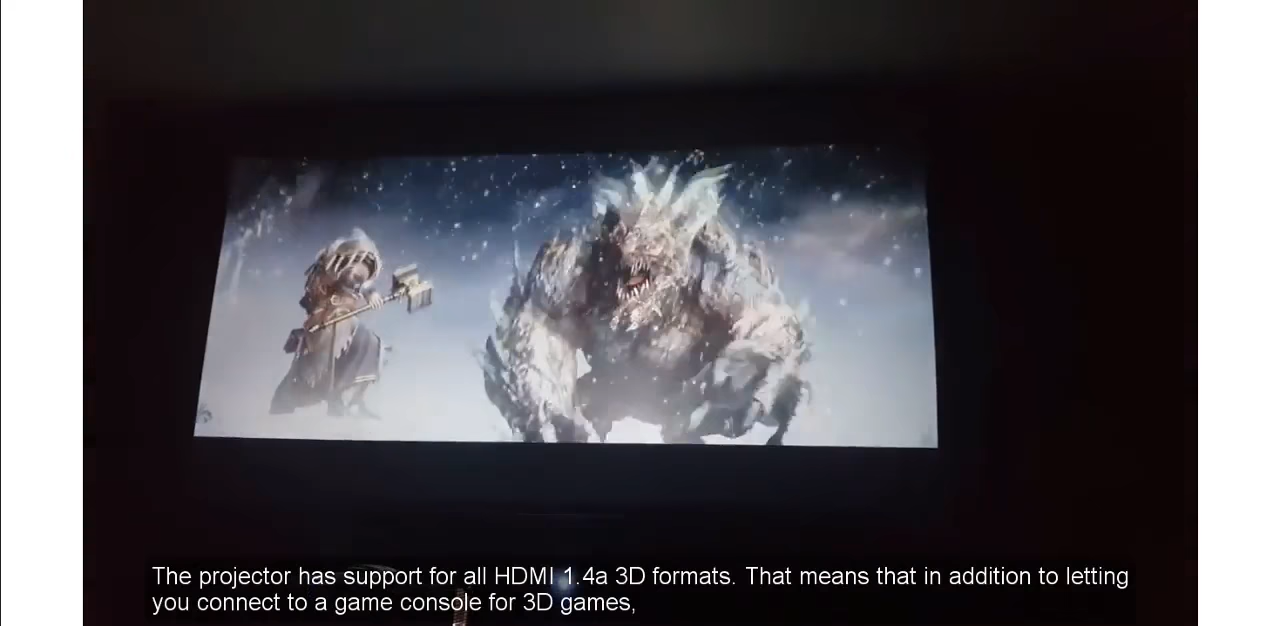 The projector has support for all HDMI 1.4a 3D formats. That means that in addition to letting
you connect to a game console for 3D games,